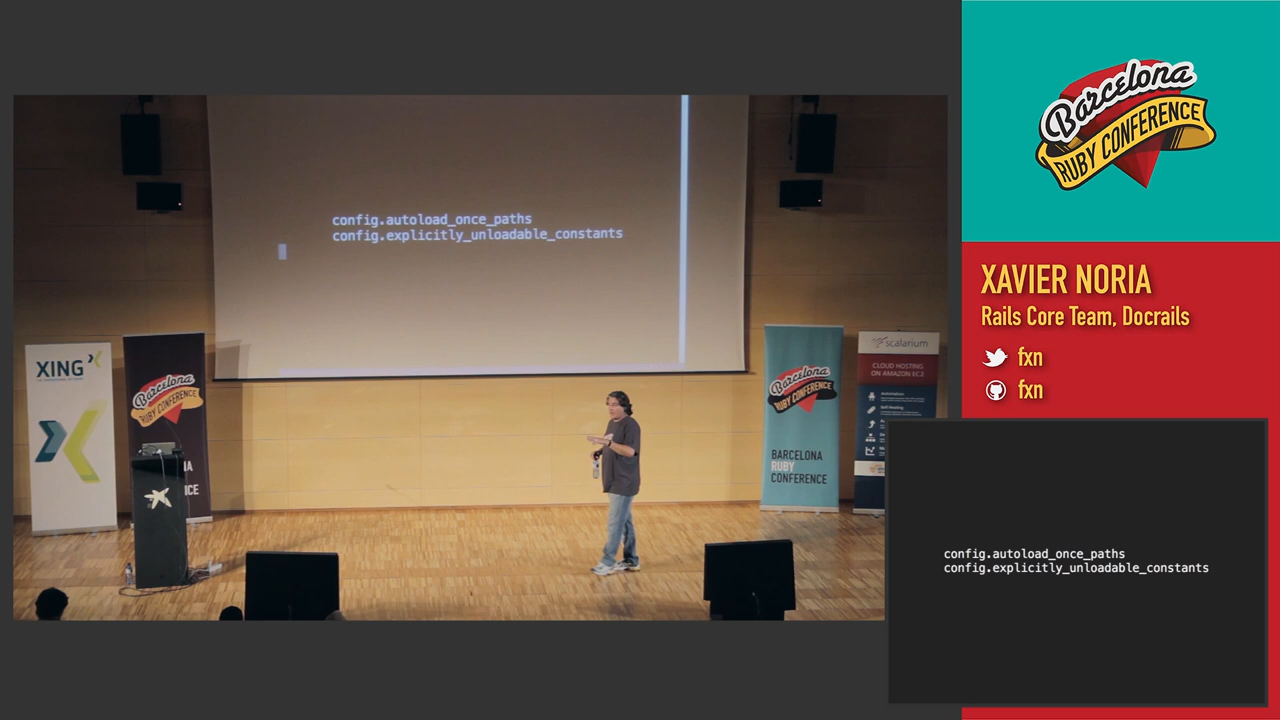 config.autoload_once_paths
config.explicitly_unloadable_constants
XING
Barcelona
RUBY CONFERENCE
Barcelona
RUBY CONFERENCE
BARCELONA
RUBY
CONFERENCE
scalarium
CLOUD HOSTING
ON AMAZON EC2
Barcelona
RUBY CONFERENCE
XAVIER NORIA
Rails Core Team, Docrails
fxn
fxn
config.autoload_once_paths
config.explicitly_unloadable_constants